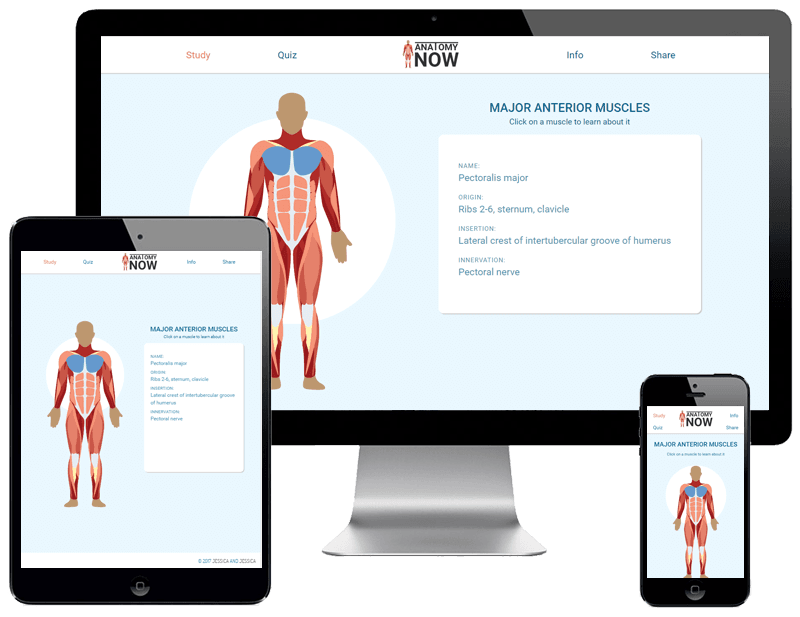 Study
Quiz
ANATOMY
NOW
Info
Share
MAJOR ANTERIOR MUSCLES
Click on a muscle to learn about it
NAME:
Pectoralis major
ORIGIN:
Ribs 2-6, sternum, clavicle
INSERTION:
Lateral crest of intertubercular groove of humerus
INNERVATION:
Pectoral nerve
Study
Quiz
ANATOMY
NOW
Info
Share
MAJOR ANTERIOR MUSCLES
Click on a muscle to learn about it
NAME:
Pectoralis major
ORIGIN:
Ribs 2-6, sternum, clavicle
INSERTION:
Lateral crest of intertubercular groove
of humerus
INNERVATION:
Pectoral nerve
© 2017 JESSICA AND JESSICA
Study
ANATOMY
NOW
Info
Quiz
Share
MAJOR ANTERIOR MUSCLES
Click on a muscle to learn about it